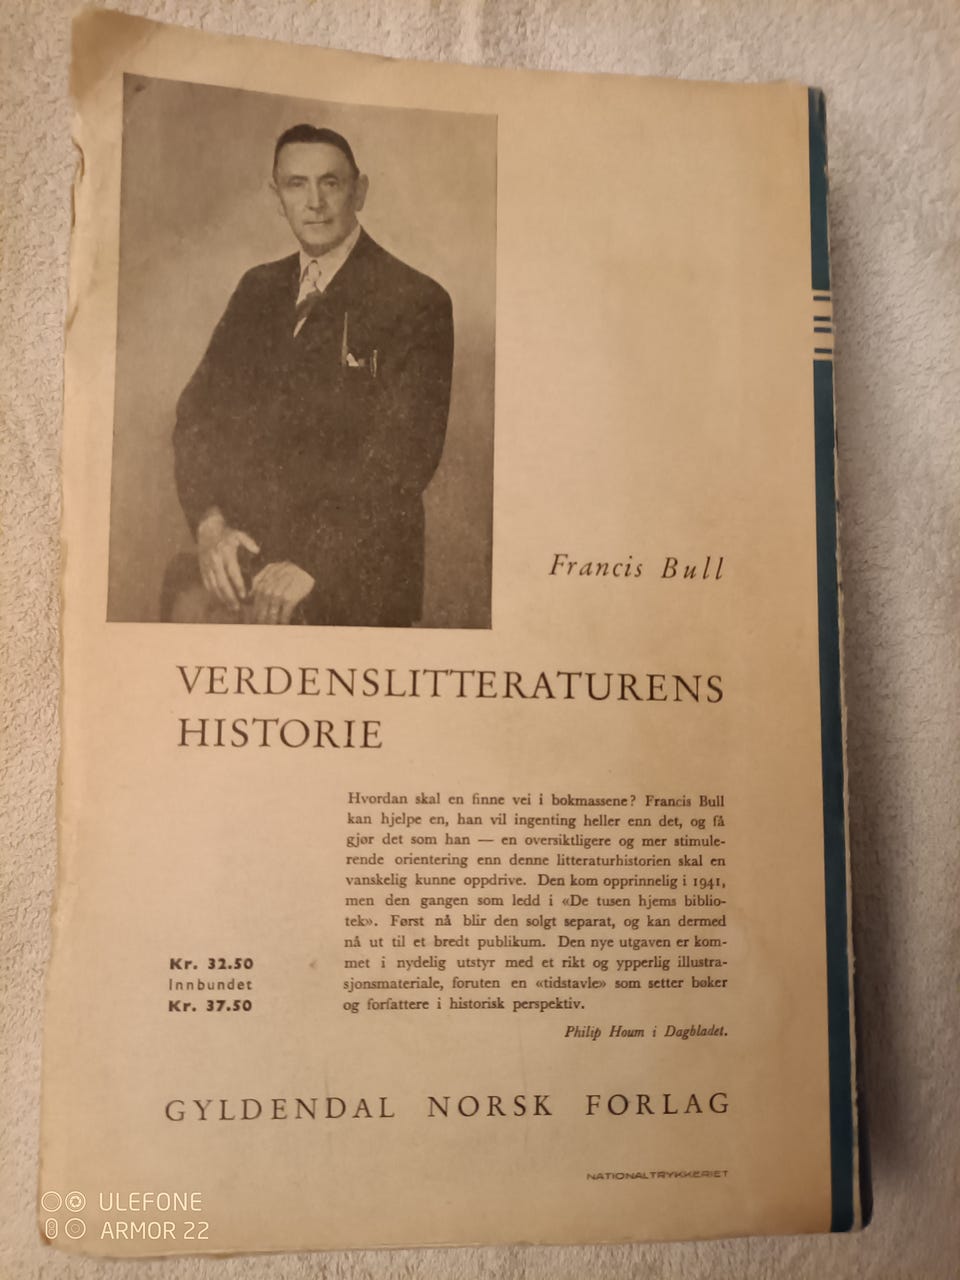 Francis Bull
VERDENSLITTERATURENS
HISTORIE
Hvordan skal en finne vei i bokmassene? Francis Bull
kan hjelpe en, han vil ingenting heller enn det, og få
gjør det som han — en oversiktligere og mer stimule-
rende orientering enn denne litteraturhistorien skal en
vanskelig kunne oppdrive. Den kom opprinnelig i 1941,
men den gangen som ledd i «De tusen hjems biblio-
tek». Først nå blir den solgt separat, og kan dermed
nå ut til et bredt publikum. Den nye utgaven er kom-
met i nydelig utstyr med et rikt og ypperlig illustra-
sjonsmateriale, foruten en «tidstavle» som setter bøker
og forfattere i historisk perspektiv.
Philip Houm i Dagbladet.
Kr. 32.50
Innbundet
Kr. 37.50
GYLDENDAL NORSK FORLAG
NATIONALTRYKKERIET
ULEFONE
ARMOR 22